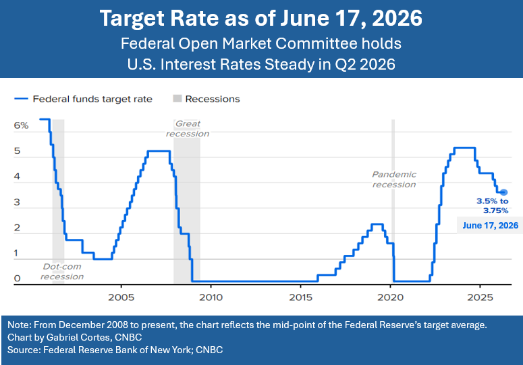 Target Rate as of June 17, 2026
Federal Open Market Committee holds
U.S. Interest Rates Steady in Q2 2026
Federal funds target rate
Recessions
6%
5
4
3
2
1
0
Great
recession
Pandemic
recession
Dot-com
recession
3.5% to
3.75%
June 17, 2026
2005
2010
2015
2020
2025
Note: From December 2008 to present, the chart reflects the mid-point of the Federal Reserve's target average.
Chart by Gabriel Cortes, CNBC
Source: Federal Reserve Bank of New York; CNBC